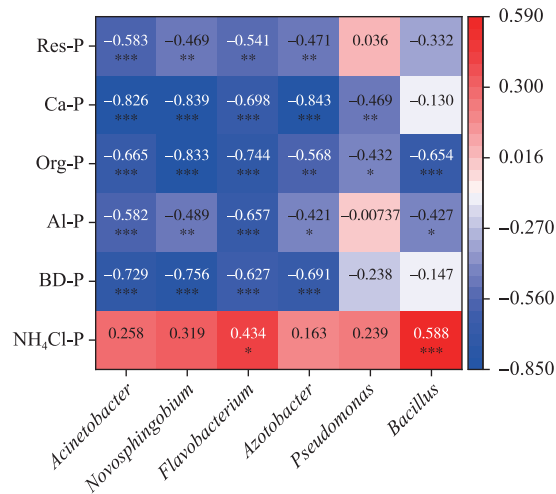 Res-P −0.583 −0.469 −0.541 −0.471 0.036 −0.332
*** ** ** **
Ca-P −0.826 −0.839 −0.698 −0.843 −0.469 −0.130
*** *** *** *** **
Org-P −0.665 −0.833 −0.744 −0.568 −0.432 −0.654
*** *** *** ** * ***
Al-P −0.582 −0.489 −0.657 −0.421 −0.00737 −0.427
*** ** *** * *
BD-P −0.729 −0.756 −0.627 −0.691 −0.238 −0.147
*** *** *** ***
NH₄Cl-P 0.258 0.319 0.434 0.163 0.239 0.588
* ***
Acinetobacter
Novosphingobium
Flavobacterium
Azotobacter
Pseudomonas
Bacillus
0.590
0.300
0.016
−0.270
−0.560
−0.850